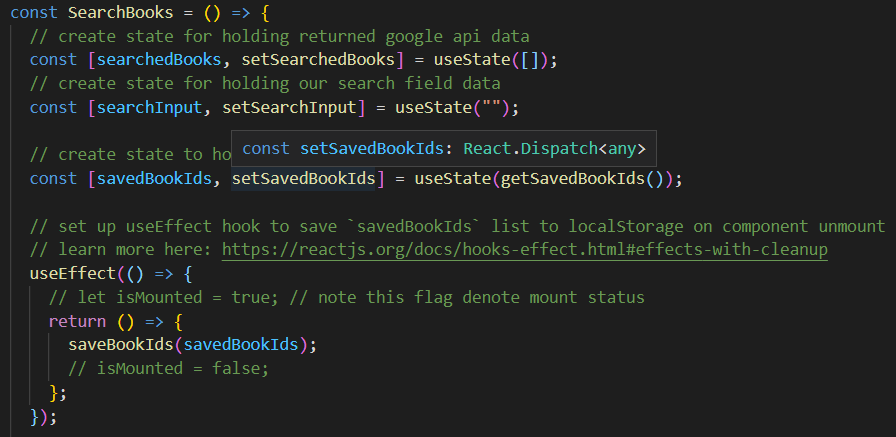 const SearchBooks = () => {
// create state for holding returned google api data
const [searchedBooks, setSearchedBooks] = useState([]);
// create state for holding our search field data
const [searchInput, setSearchInput] = useState("");
const setSavedBookIds: React.Dispatch<any>
// create state to ho
const [savedBookIds, setSavedBookIds] = useState(getSavedBookIds());
// set up useEffect hook to save `savedBookIds` list to localStorage on component unmount
// learn more here: https://reactjs.org/docs/hooks-effect.html#effects-with-cleanup
useEffect(() => {
// let isMounted = true; // note this flag denote mount status
return () => {
saveBookIds(savedBookIds);
// isMounted = false;
};
});